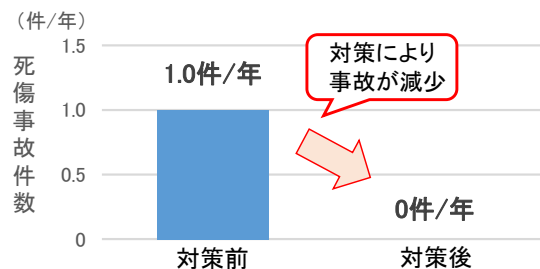 （件/年）
死傷事故件数
1.5
1.0
0.5
0
1.0件/年
対策により
事故が減少
0件/年
対策前
対策後